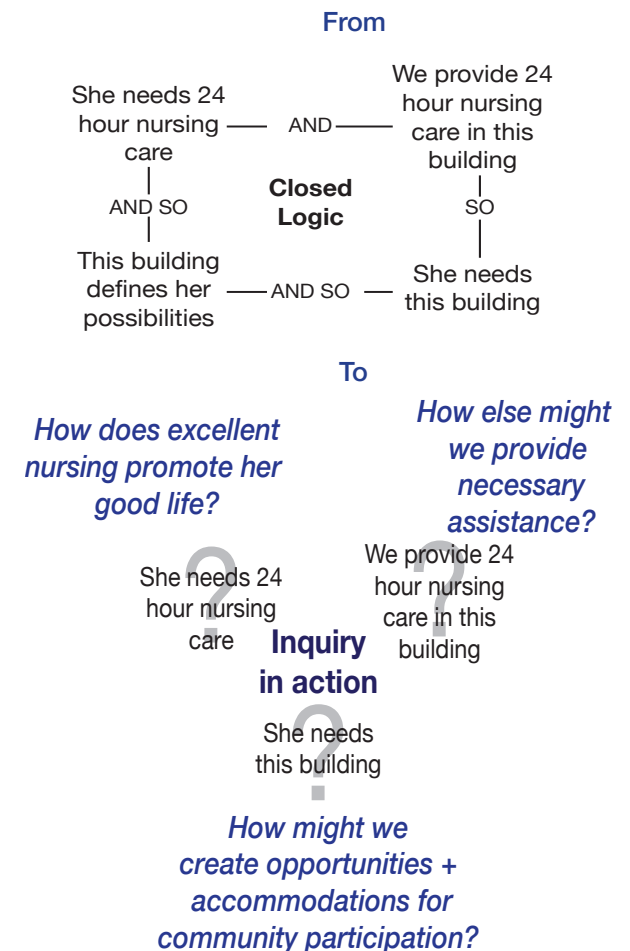 From
She needs 24
hour nursing
care
AND
We provide 24
hour nursing
care in this
building
Closed
Logic
AND SO
SO
This building
defines her
possibilities
AND SO
She needs
this building
To
How does excellent
nursing promote her
good life?
How else might
we provide
necessary
assistance?
?
She needs 24
hour nursing
care
?
We provide 24
hour nursing
care in this
building
Inquiry
in action
?
She needs
this building
How might we
create opportunities +
accommodations for
community participation?